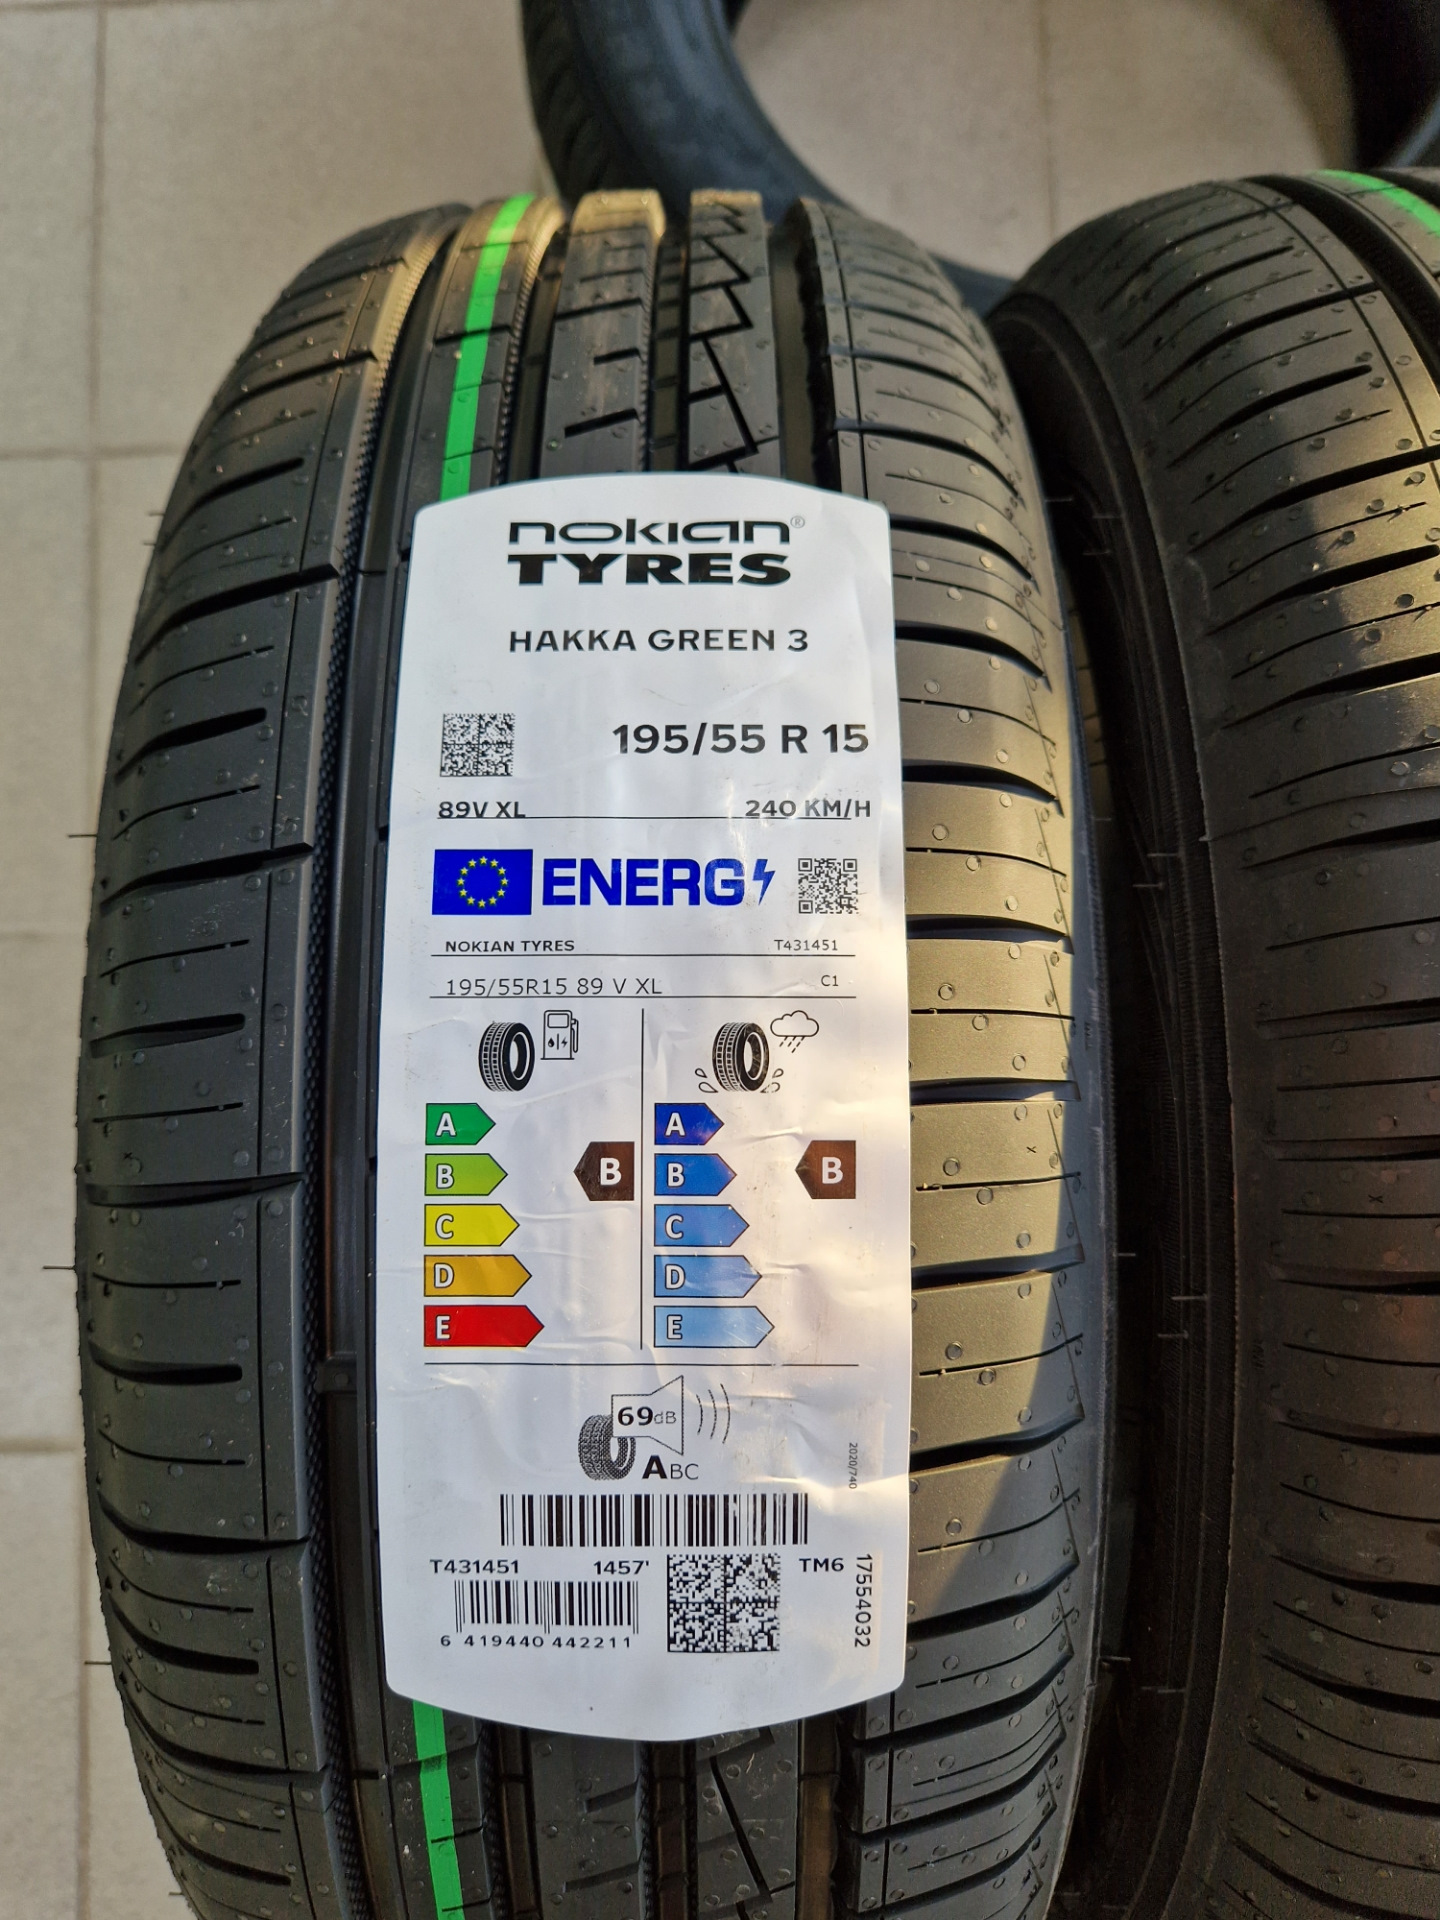 nokian®
TYRES
HAKKA GREEN 3
195/55 R 15
89V XL 240 KM/H
ENERG
NOKIAN TYRES T431451
195/55R15 89 V XL C1
A A
B B B B
C C
D D
E E
69dB
ABC
2020/740
T431451 1457' TM6
17554032
6 419440 442211